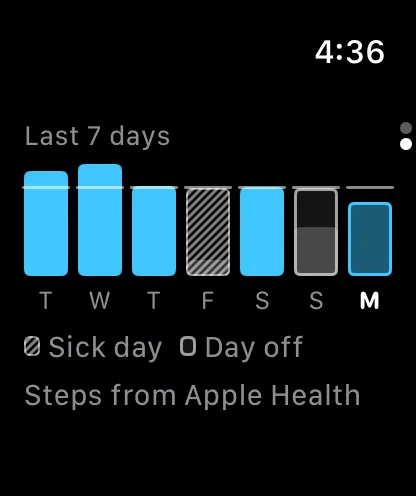 4:36
Last 7 days
T W T F S S M
Sick day Day off
Steps from Apple Health